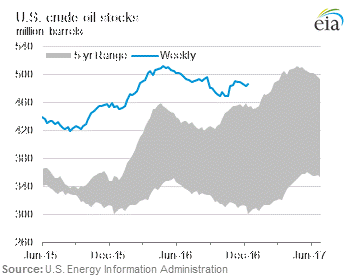 U.S. crude oil stocks
million barrels
eia
540
5-yr Range Weekly
500
460
420
380
340
300
260
Jun-15 Dec-15 Jun-16 Dec-16 Jun-17
Source: U.S. Energy Information Administration